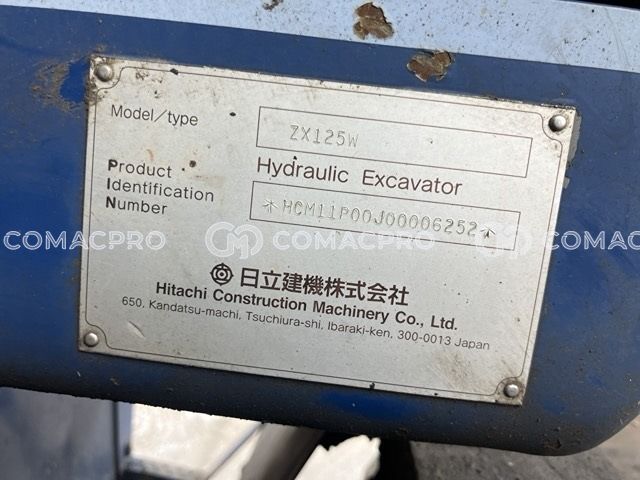 Model/type
ZX125W
Hydraulic Excavator
Product
Identification
Number
*HCM11P00J00006252*
COMACPRO COMACPRO COMACPRO
日立建機株式会社
Hitachi Construction Machinery Co., Ltd.
650, Kandatsu-machi, Tsuchiura-shi, Ibaraki-ken, 300-0013 Japan